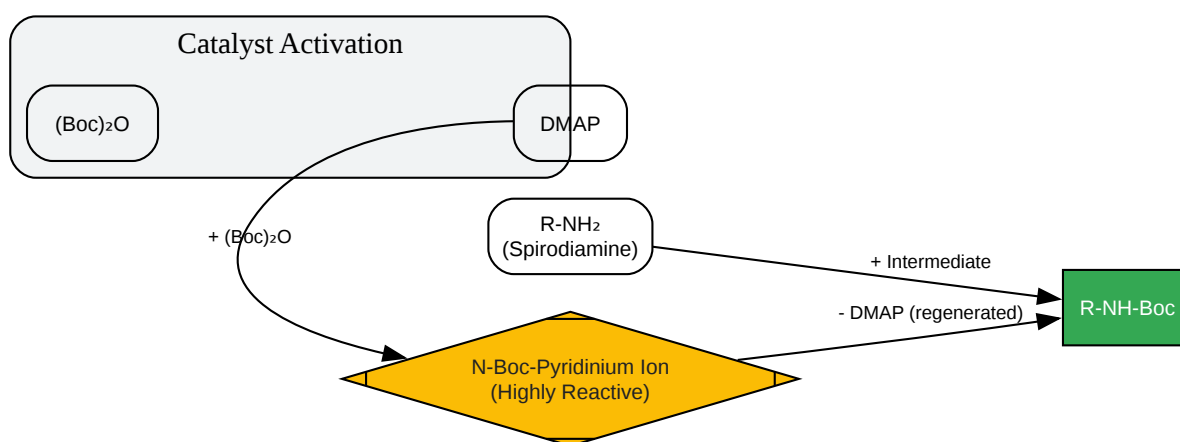 Catalyst Activation
(Boc)₂O
DMAP
R-NH₂
(Spirodiamine)
+ (Boc)₂O
+ Intermediate
- DMAP (regenerated)
R-NH-Boc
N-Boc-Pyridinium Ion
(Highly Reactive)